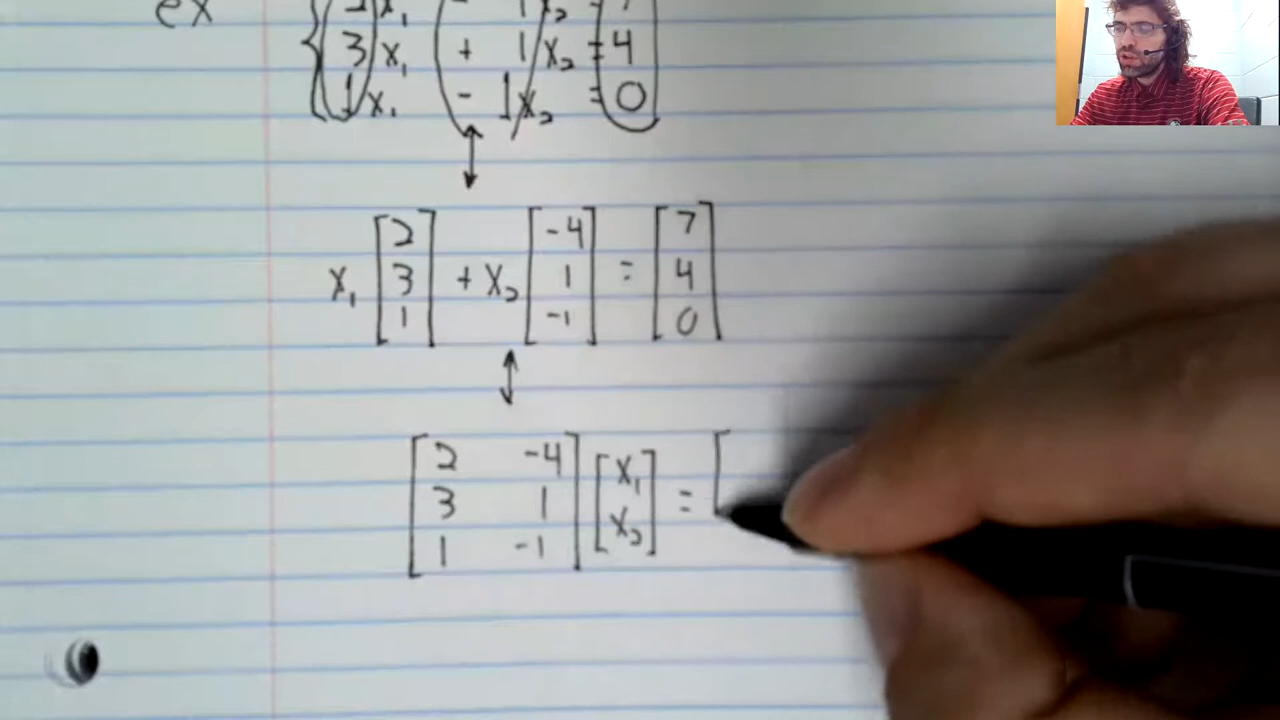 ex
3 x₁ + 1 x₂ = 4
1 x₁ - 1 x₂ = 0
x₁ [2 3 1] + x₂ [-4 1 -1] = [7 4 0]
[2 -4
3 1
1 -1] [x₁ x₂] = [